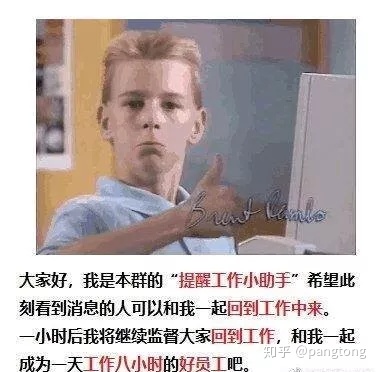 Brent Rambo
大家好，我是本群的“提醒工作小助手”希望此
刻看到消息的人可以和我一起回到工作中来。
一小时后我将继续监督大家回到工作，和我一起
成为一天工作八小时的好员工吧。
知乎 @pangtong